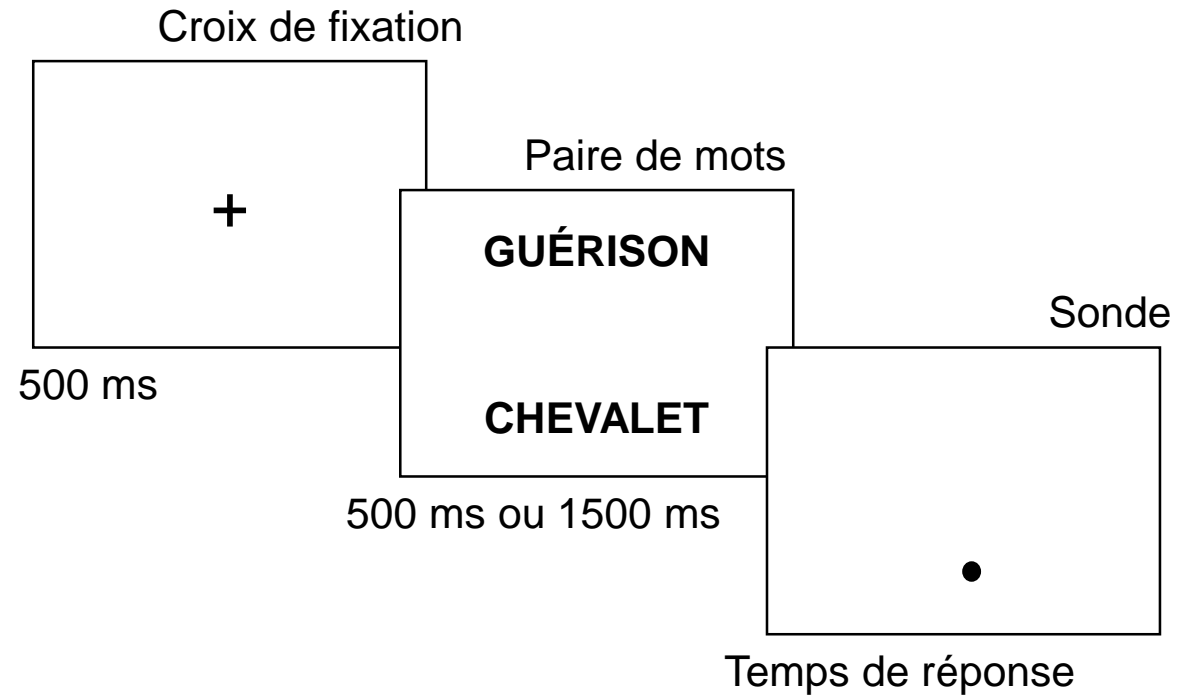 Croix de fixation
+
500 ms
Paire de mots
GUÉRISON
CHEVALET
500 ms ou 1500 ms
Sonde
Temps de réponse